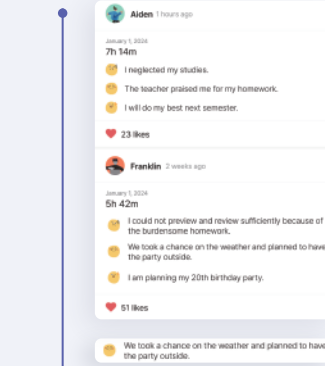 Aiden 1 hours ago
January 1, 2024
7h 14m
I neglected my studies.
The teacher praised me for my homework.
I will do my best next semester.
23 likes
Franklin 2 weeks ago
January 1, 2024
5h 42m
I could not preview and review sufficiently because of
the burdensome homework.
We took a chance on the weather and planned to have
the party outside.
I am planning my 20th birthday party.
51 likes
We took a chance on the weather and planned to have
the party outside.